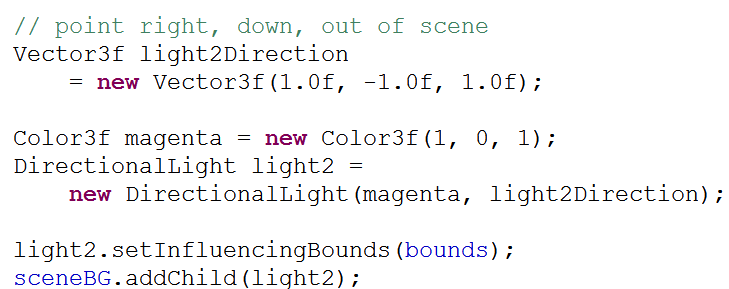 // point right, down, out of scene
Vector3f light2Direction
= new Vector3f(1.0f, -1.0f, 1.0f);
Color3f magenta = new Color3f(1, 0, 1);
DirectionalLight light2 =
new DirectionalLight(magenta, light2Direction);
light2.setInfluencingBounds(bounds);
sceneBG.addChild(light2);